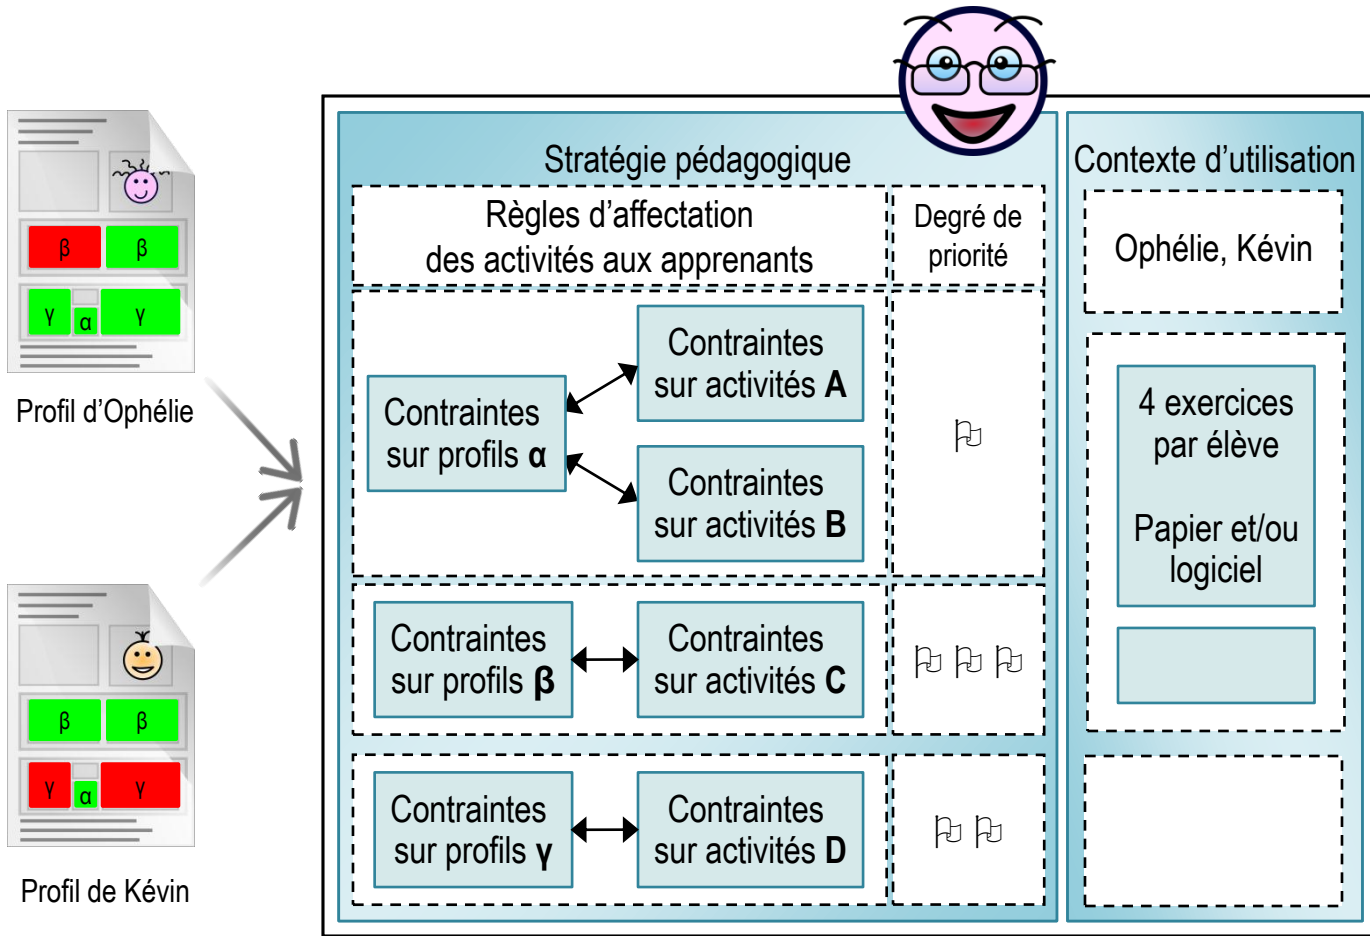 β β
γ α γ
Profil d’Ophélie
β β
γ α γ
Profil de Kévin
Stratégie pédagogique
Règles d’affectation
des activités aux apprenants
Degré de
priorité
Contraintes
sur profils α
Contraintes
sur activités A
Contraintes
sur activités B
Contraintes
sur profils β
Contraintes
sur activités C
Contraintes
sur profils γ
Contraintes
sur activités D
Contexte d’utilisation
Ophélie, Kévin
4 exercices
par élève
Papier et/ou
logiciel